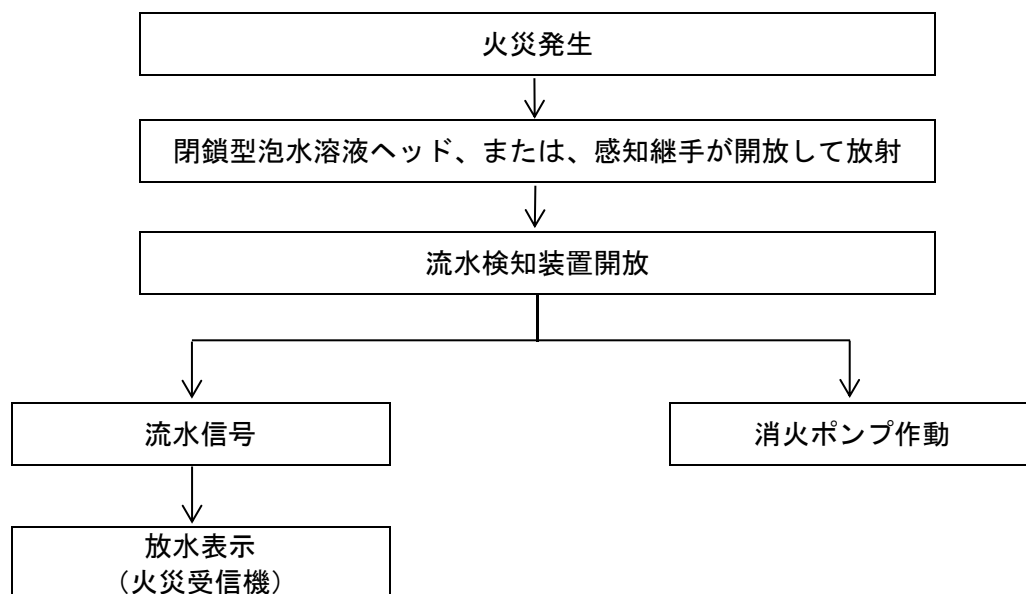 火災発生
閉鎖型泡水溶液ヘッド、または、感知継手が開放して放射
流水検知装置開放
流水信号
消火ポンプ作動
放水表示
（火災受信機）